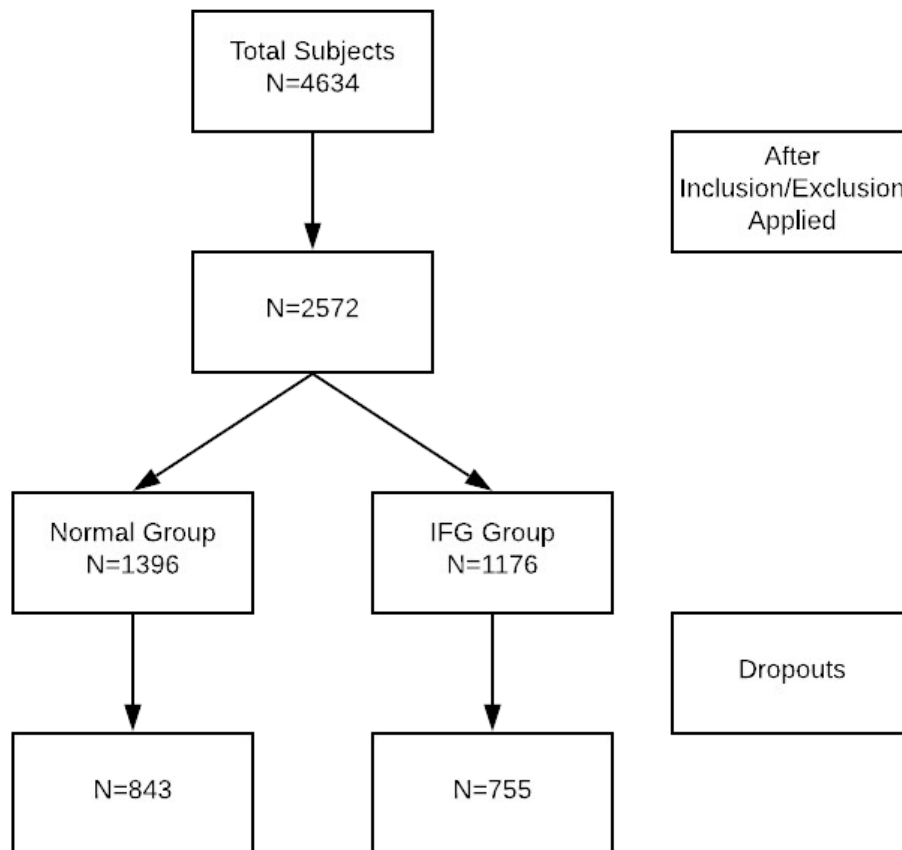 Total Subjects
N=4634
After
Inclusion/Exclusion
Applied
N=2572
Normal Group
N=1396
IFG Group
N=1176
Dropouts
N=843
N=755